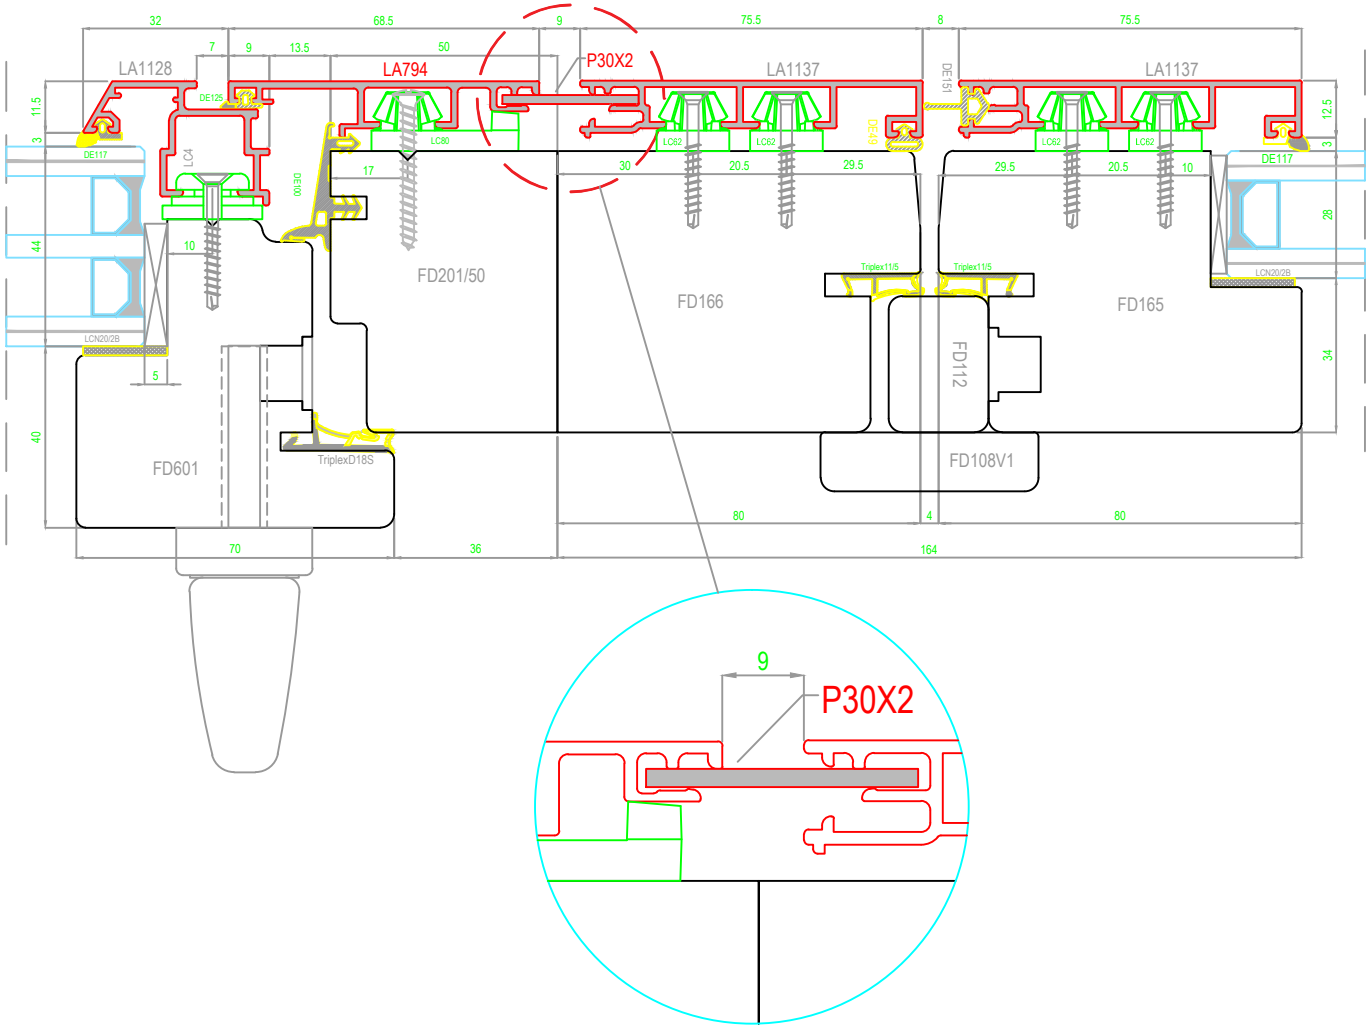 32
68.5
9
75.5
8
75.5
7
9
13.5
50
P30X2
LA1128
LA794
LA1137
DE151
LA1137
11.5
DE125
12.5
3
DE117
LC4
LC80
LC62
LC62
DE49
LC62
LC62
3
DE117
DE100
17
30
20.5
29.5
29.5
20.5
10
44
10
28
FD201/50
FD166
Triplex11/5
Triplex11/5
LCN20/2B
FD165
LCN20/2B
FD112
34
5
40
FD601
TriplexD18S
FD108V1
80
4
80
70
36
164
9
P30X2